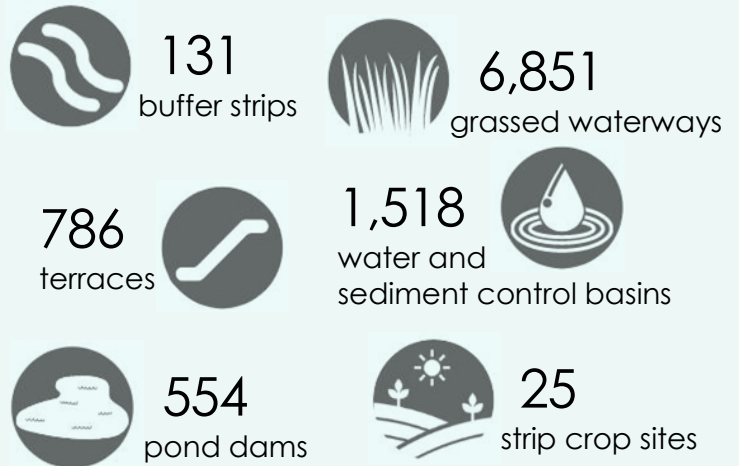 131
buffer strips
6,851
grassed waterways
786
terraces
1,518
water and
sediment control basins
554
pond dams
25
strip crop sites